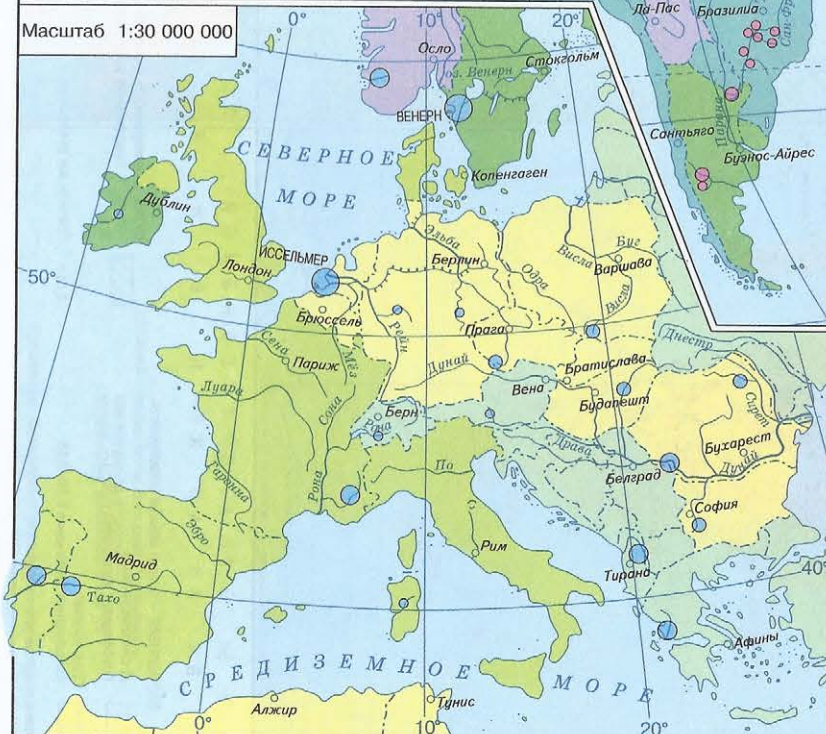 0°
10°
20°
Масштаб 1:30 000 000
Ла-Пас
Бразилиа
Сантьяго
Парана
Буэнос-Айрес
Осло
оз. Венерн
Стокгольм
ВЕНЕРН
СЕВЕРНОЕ
МОРЕ
Копенгаген
Дублин
Лондон
ИССЕЛЬМЕР
50°
Эльба
Одра
Висла
Буг
Варшава
Висла
Брюссель
Рейн
Прага
Сена
Мёз
Париж
Днестр
Дунай
Братислава
Луара
Сона
Берн
Рона
Вена
Будапешт
Сирет
Бухарест
Драва
Дунай
Белград
Гаронна
Рона
По
София
Эбро
Мадрид
Тахо
Рим
Тирана
40°
Афины
СРЕДИЗЕМНОЕ
МОРЕ
Алжир
Тунис
0°
10°
20°